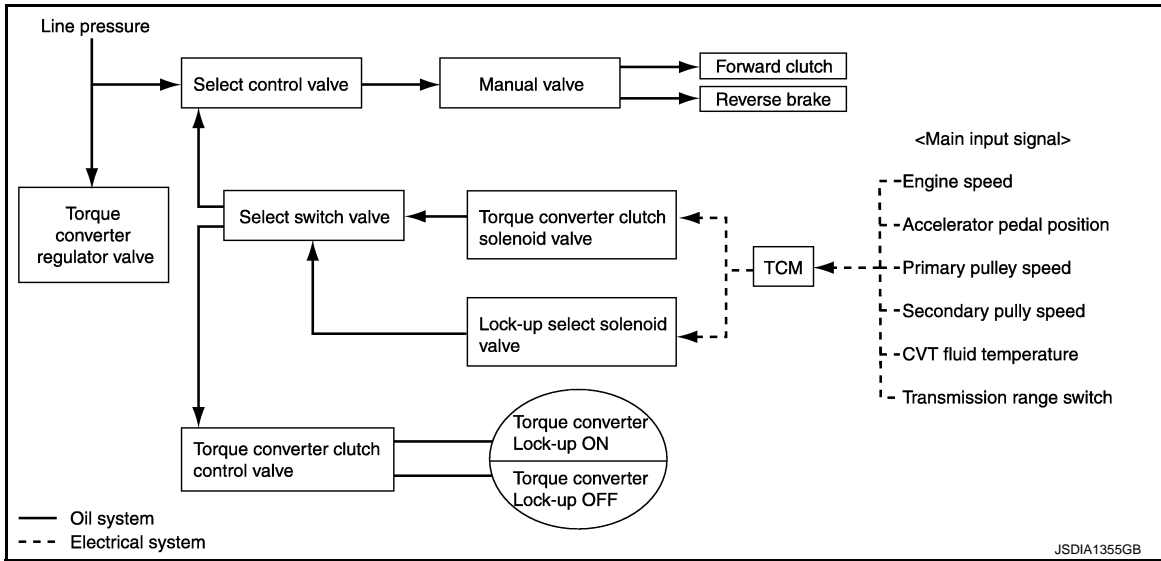 Line pressure
Select control valve
Manual valve
Forward clutch
Reverse brake
<Main input signal>
Engine speed
Accelerator pedal position
Primary pulley speed
Secondary pully speed
CVT fluid temperature
Transmission range switch
Torque
converter
regulator valve
Select switch valve
Torque converter clutch
solenoid valve
TCM
Lock-up select solenoid
valve
Torque converter clutch
control valve
Torque converter
Lock-up ON
Torque converter
Lock-up OFF
Oil system
Electrical system
JSDIA1355GB